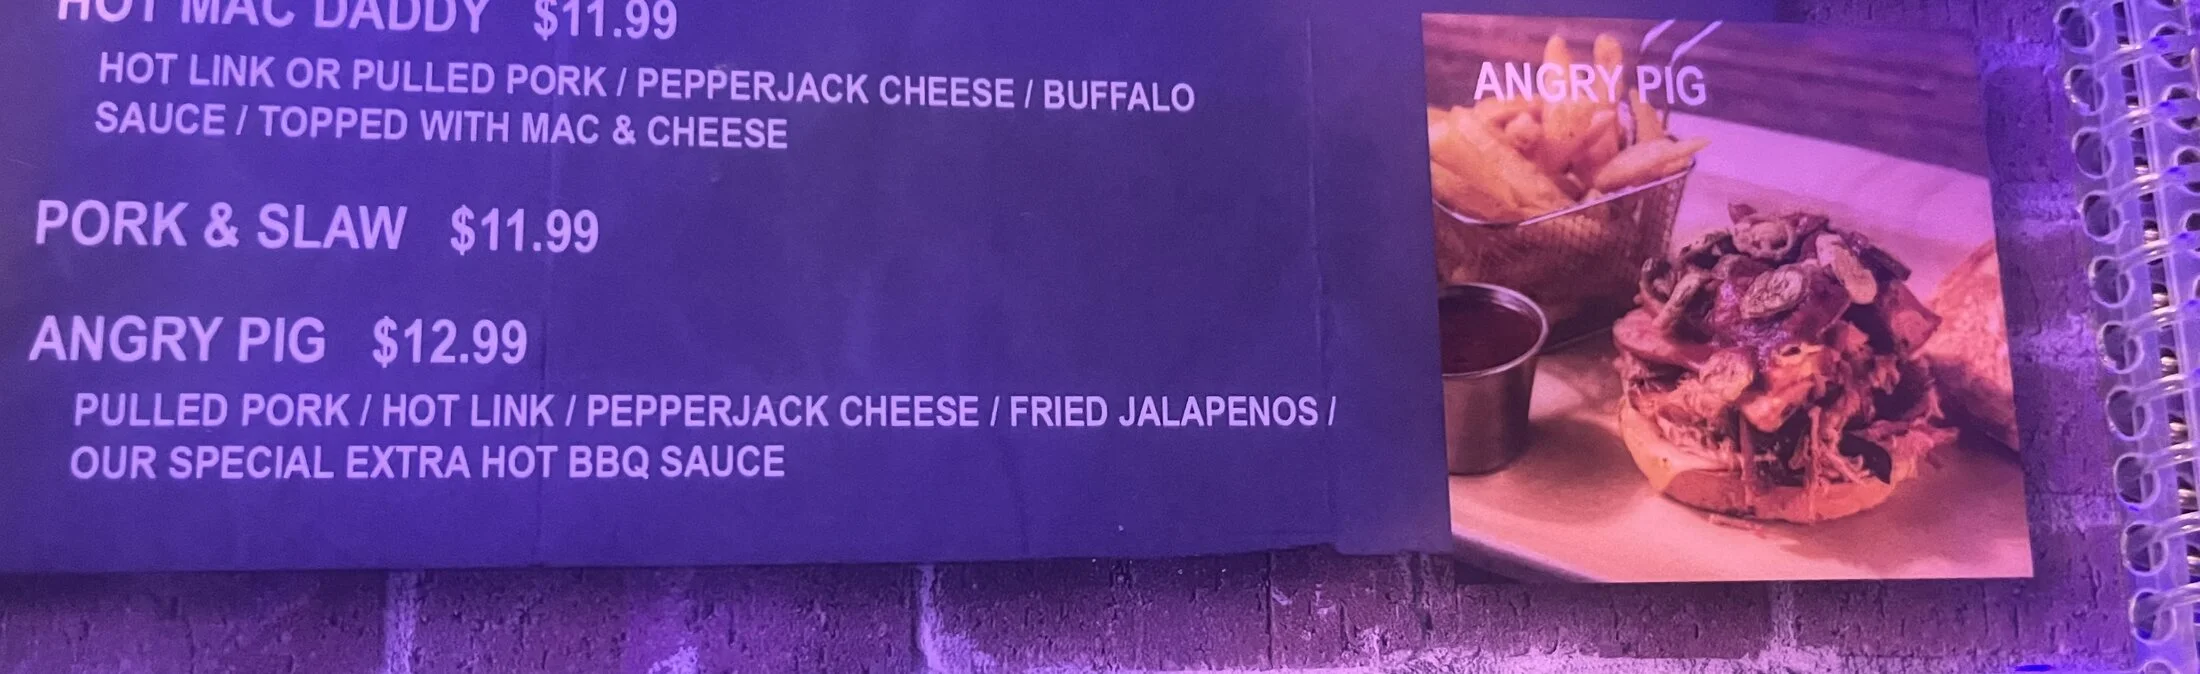 HOT MAC DADDY $11.99
HOT LINK OR PULLED PORK / PEPPERJACK CHEESE / BUFFALO
SAUCE / TOPPED WITH MAC & CHEESE
PORK & SLAW $11.99
ANGRY PIG $12.99
PULLED PORK / HOT LINK / PEPPERJACK CHEESE / FRIED JALAPENOS /
OUR SPECIAL EXTRA HOT BBQ SAUCE
ANGRY PIG